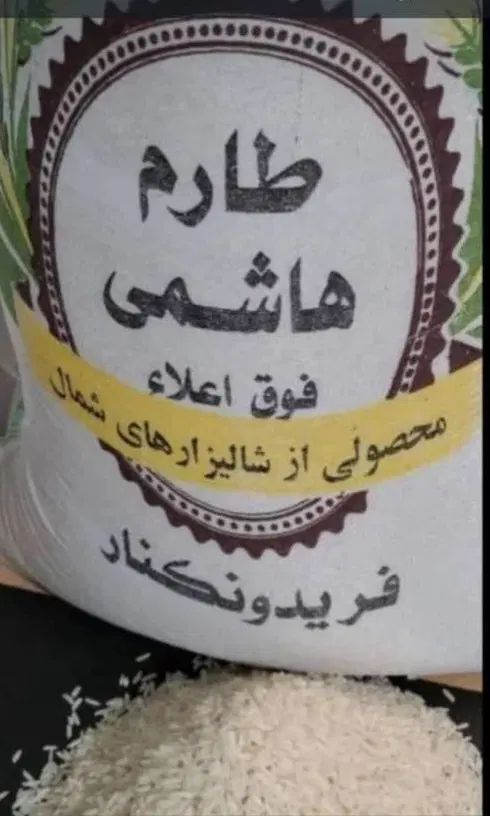 طارم
هاشمی
فوق اعلاء
محصولی از شالیزارهای شمال
فریدونکنار